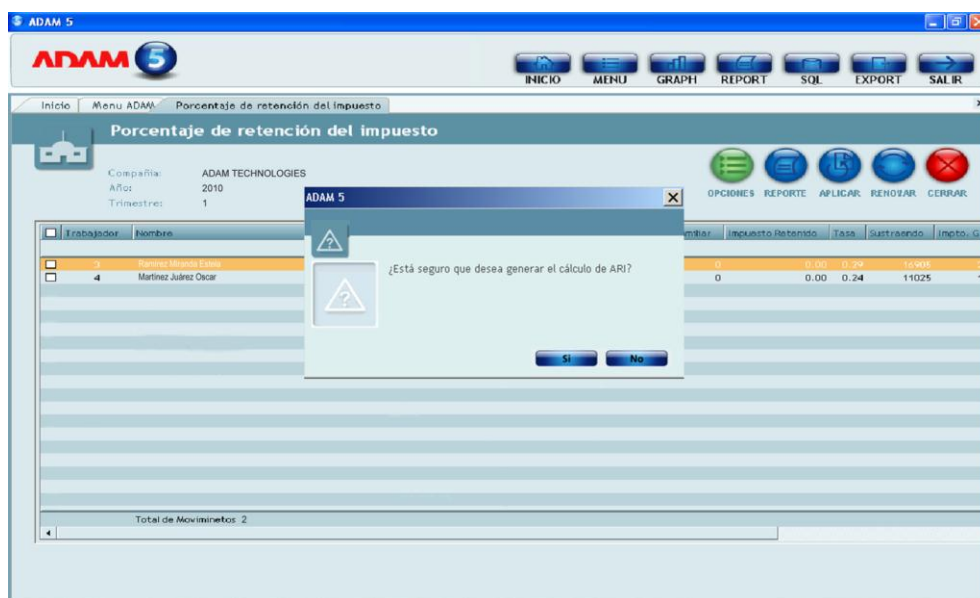 ADAM 5
ADAM 5
INICIO MENU GRAPH REPORT SQL EXPORT SALIR
Inicio Menu ADAM Porcentaje de retención del impuesto
Porcentaje de retención del impuesto
Compañía: ADAM TECHNOLOGIES
Año: 2010
Trimestre: 1
OPCIONES REPORTE APLICAR RENOVAR CERRAR
ADAM 5
Trabajador Nombre Impuesto Retenido Tasa Sustraendo Impto. G
¿Está seguro que desea generar el cálculo de ARI?
3 Ramírez Miranda Estela 0 0.00 0.29 16905
4 Martínez Juárez Oscar 0 0.00 0.24 11025
Si No
Total de Moviminetos 2